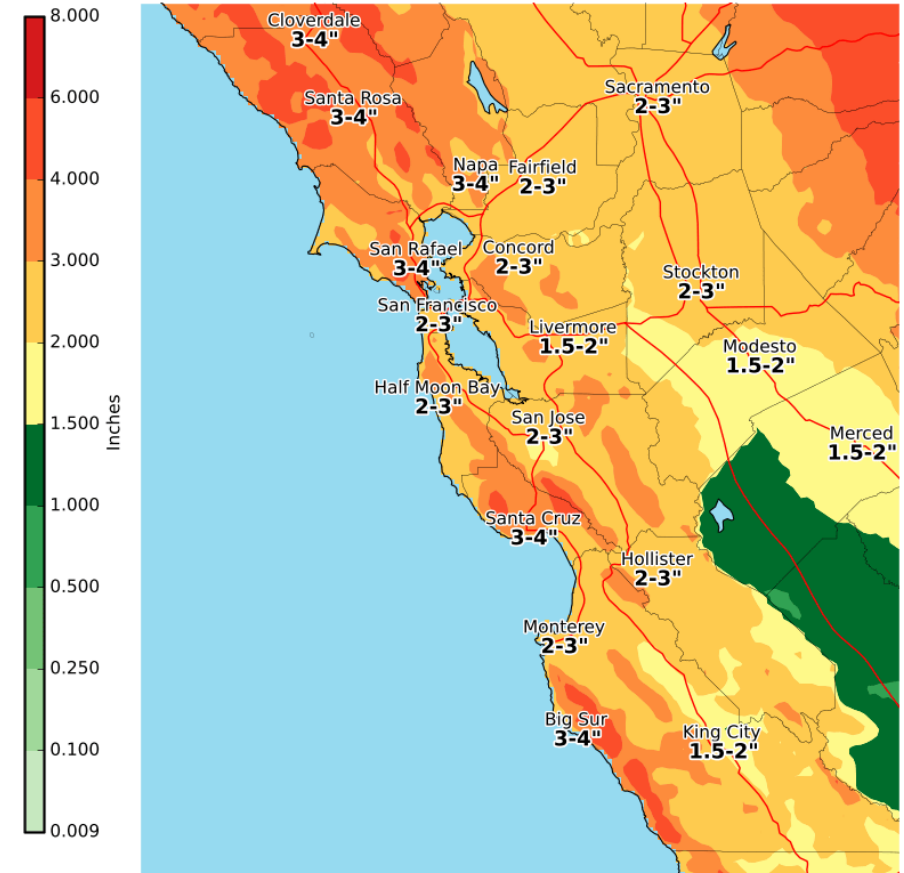 8.000
6.000
4.000
3.000
2.000
1.500
1.000
0.500
0.250
0.100
0.009
Inches
Cloverdale
3-4"
Santa Rosa
3-4"
Sacramento
2-3"
Napa
3-4"
Fairfield
2-3"
San Rafael
3-4"
Concord
2-3"
Stockton
2-3"
San Francisco
2-3"
Livermore
1.5-2"
Modesto
1.5-2"
Half Moon Bay
2-3"
San Jose
2-3"
Merced
1.5-2"
Santa Cruz
3-4"
Hollister
2-3"
Monterey
2-3"
Big Sur
3-4"
King City
1.5-2"